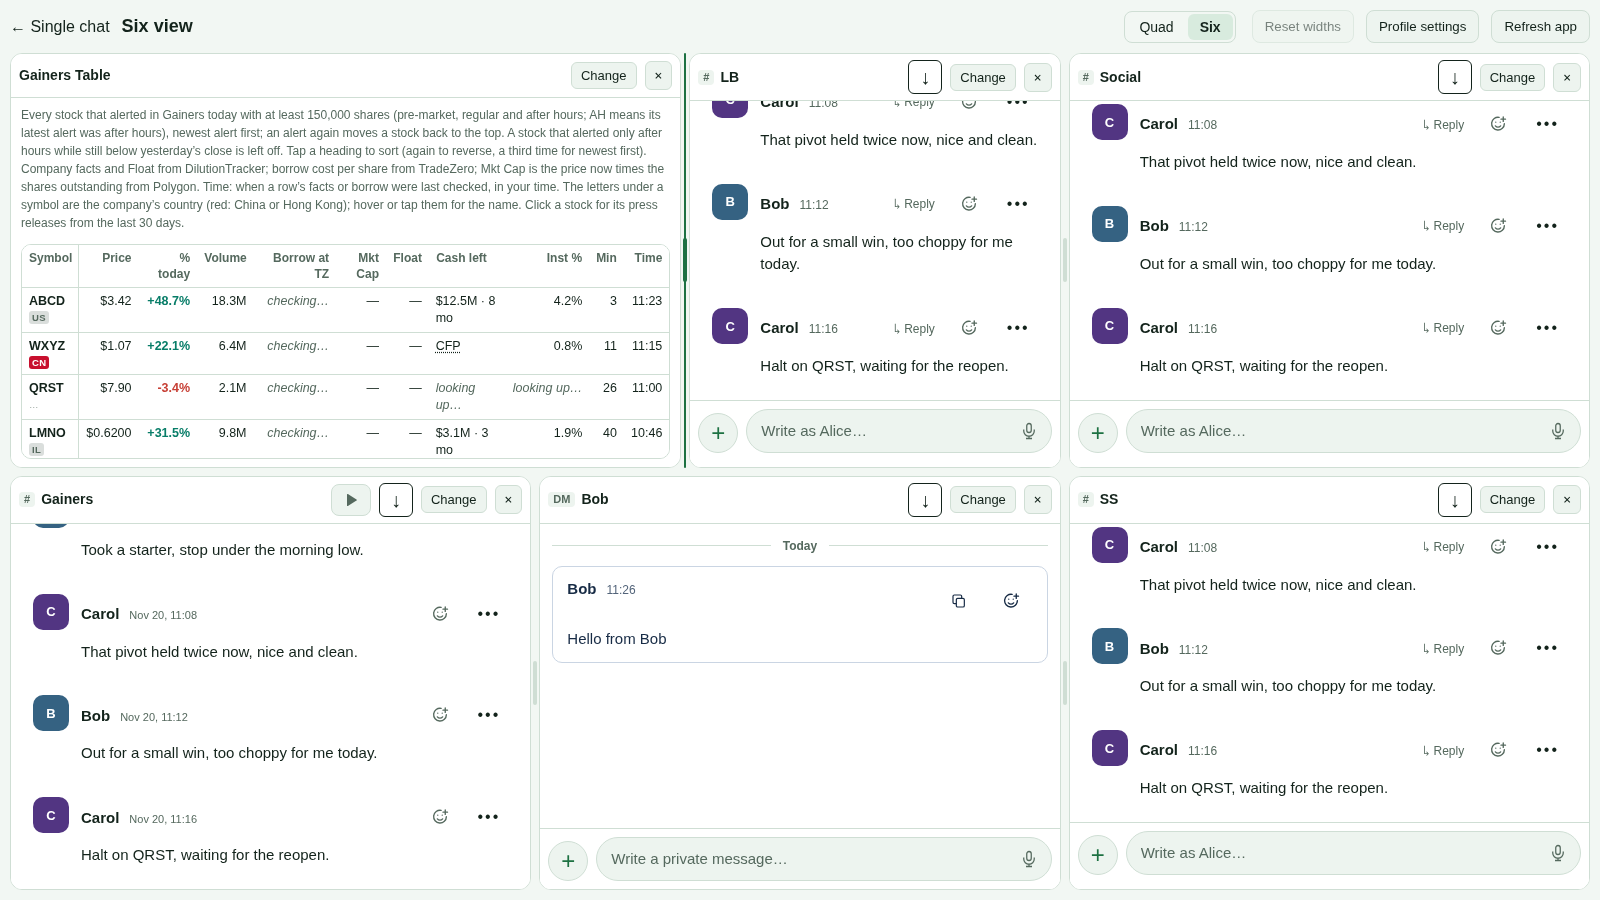 ← Single chat Six view Quad Six Reset widths Profile settings Refresh app
Gainers Table Change ×
Every stock that alerted in Gainers today with at least 150,000 shares (pre-market, regular and after hours; AH means its
latest alert was after hours), newest alert first; an alert again moves a stock back to the top. A stock that alerted only after
hours while still below yesterday’s close is left off. Tap a heading to sort (again to reverse, a third time for newest first).
Company facts and Float from DilutionTracker; borrow cost per share from TradeZero; Mkt Cap is the price now times the
shares outstanding from Polygon. Time: when a row’s facts or borrow were last checked, in your time. The letters under a
symbol are the company’s country (red: China or Hong Kong); hover or tap them for the name. Click a stock for its press
releases from the last 30 days.
Symbol Price % today Volume Borrow at TZ Mkt Cap Float Cash left Inst % Min Time
ABCD $3.42 +48.7% 18.3M checking… — — $12.5M · 8 mo 4.2% 3 11:23
US
WXYZ $1.07 +22.1% 6.4M checking… — — CFP 0.8% 11 11:15
CN
QRST $7.90 -3.4% 2.1M checking… — — looking up… looking up… 26 11:00
…
LMNO $0.6200 +31.5% 9.8M checking… — — $3.1M · 3 mo 1.9% 40 10:46
IL
# LB ↓ Change ×
C Carol 11:08 ↳ Reply •••
That pivot held twice now, nice and clean.
B Bob 11:12 ↳ Reply •••
Out for a small win, too choppy for me
today.
C Carol 11:16 ↳ Reply •••
Halt on QRST, waiting for the reopen.
+ Write as Alice…
# Social ↓ Change ×
C Carol 11:08 ↳ Reply •••
That pivot held twice now, nice and clean.
B Bob 11:12 ↳ Reply •••
Out for a small win, too choppy for me today.
C Carol 11:16 ↳ Reply •••
Halt on QRST, waiting for the reopen.
+ Write as Alice…
# Gainers ↓ Change ×
Took a starter, stop under the morning low.
C Carol Nov 20, 11:08 •••
That pivot held twice now, nice and clean.
B Bob Nov 20, 11:12 •••
Out for a small win, too choppy for me today.
C Carol Nov 20, 11:16 •••
Halt on QRST, waiting for the reopen.
DM Bob ↓ Change ×
Today
Bob 11:26
Hello from Bob
+ Write a private message…
# SS ↓ Change ×
C Carol 11:08 ↳ Reply •••
That pivot held twice now, nice and clean.
B Bob 11:12 ↳ Reply •••
Out for a small win, too choppy for me today.
C Carol 11:16 ↳ Reply •••
Halt on QRST, waiting for the reopen.
+ Write as Alice…